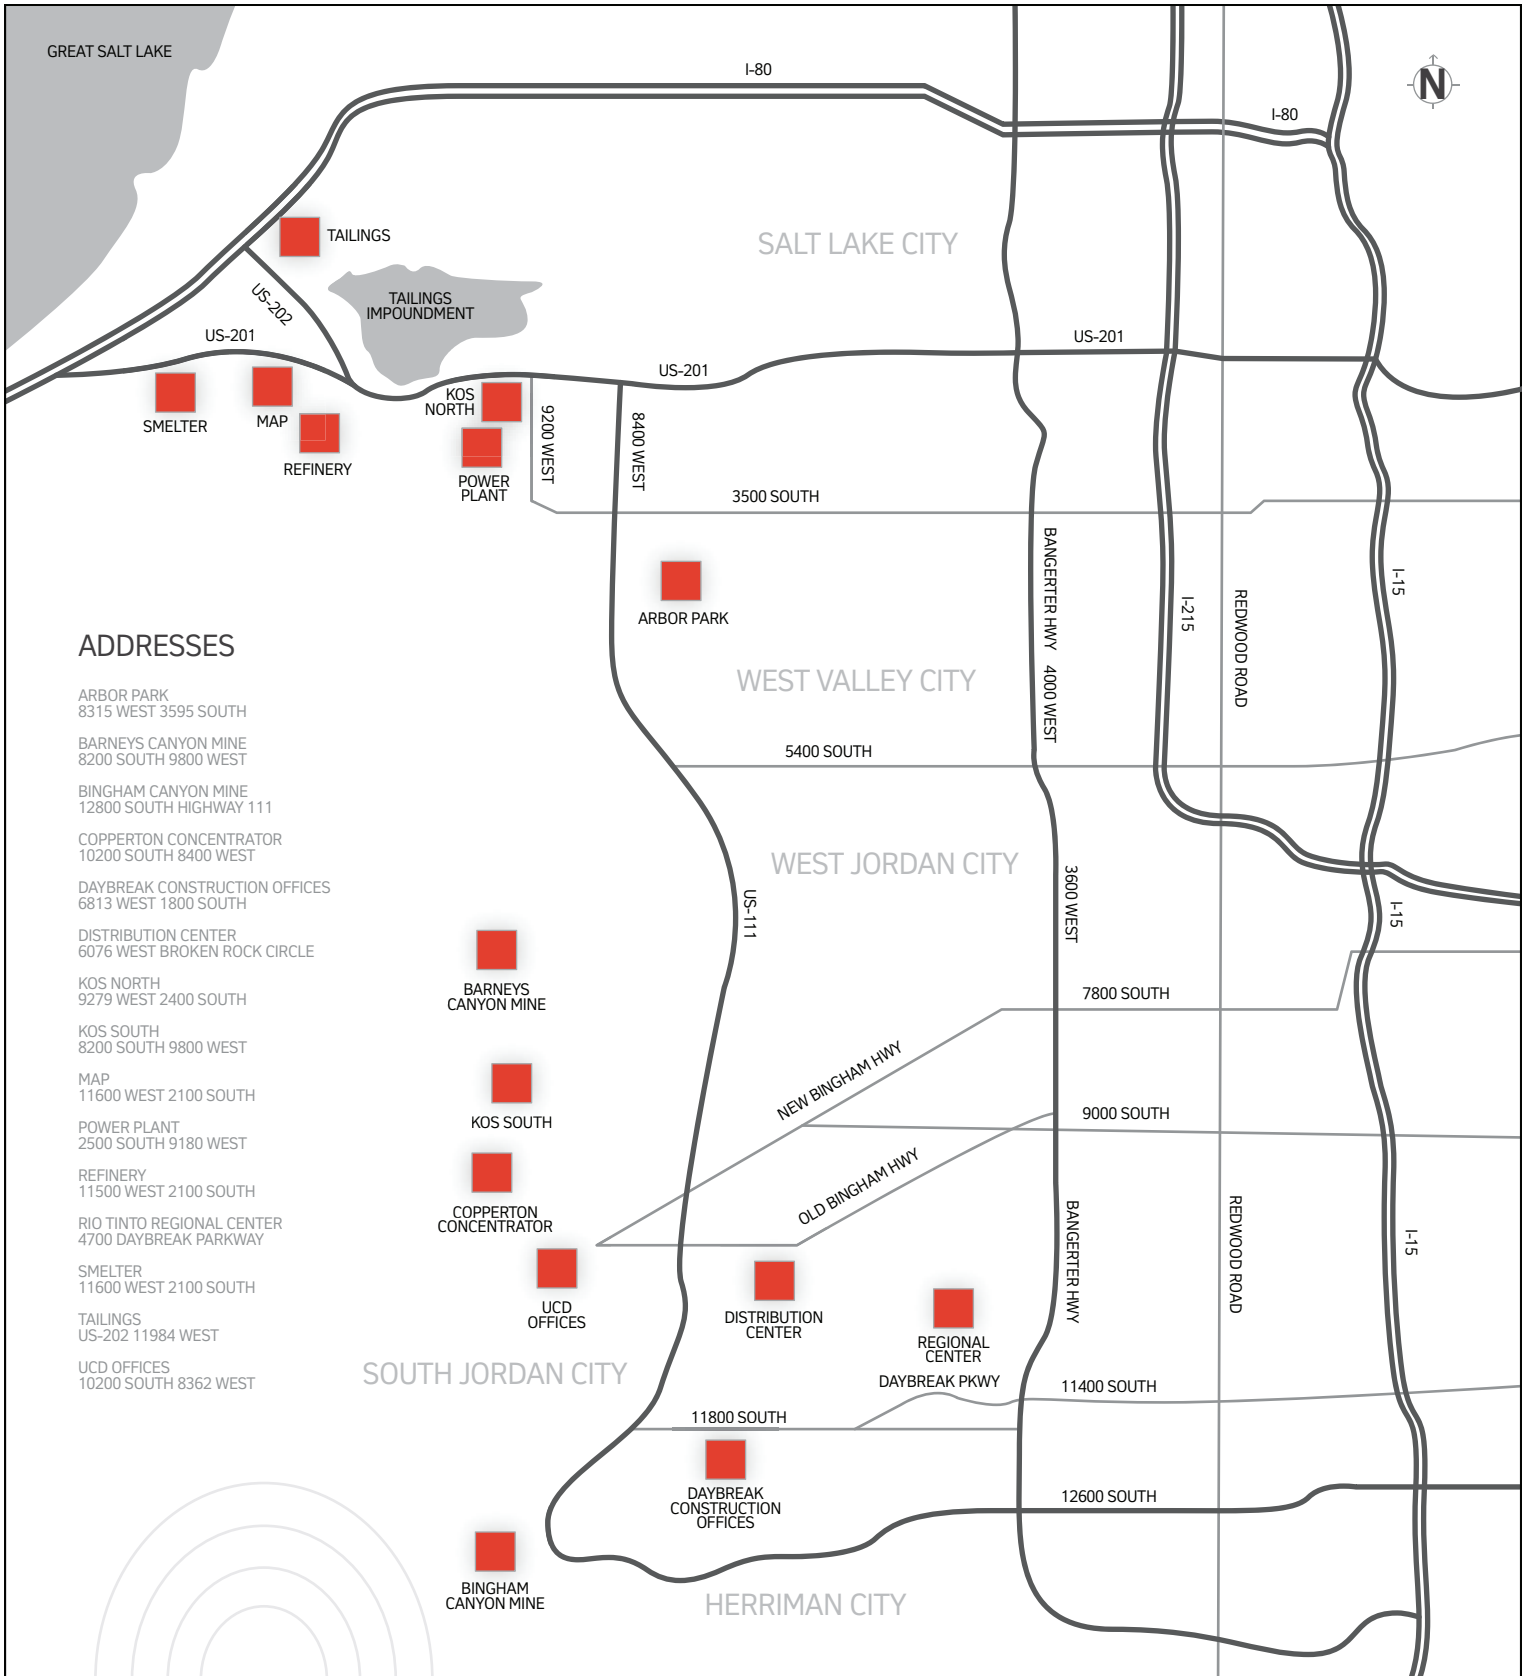 GREAT SALT LAKE
I-80
I-80
N
TAILINGS
SALT LAKE CITY
TAILINGS
IMPOUNDMENT
US-202
US-201
US-201
US-201
SMELTER
MAP
REFINERY
KOS
NORTH
POWER
PLANT
9200 WEST
8400 WEST
3500 SOUTH
ARBOR PARK
BANGERTER HWY 4000 WEST
I-215
REDWOOD ROAD
I-15
WEST VALLEY CITY
5400 SOUTH
WEST JORDAN CITY
US-111
3600 WEST
I-15
ADDRESSES
ARBOR PARK
8315 WEST 3595 SOUTH
BARNEYS CANYON MINE
8200 SOUTH 9800 WEST
BINGHAM CANYON MINE
12800 SOUTH HIGHWAY 111
COPPERTON CONCENTRATOR
10200 SOUTH 8400 WEST
DAYBREAK CONSTRUCTION OFFICES
6813 WEST 1800 SOUTH
DISTRIBUTION CENTER
6076 WEST BROKEN ROCK CIRCLE
KOS NORTH
9279 WEST 2400 SOUTH
KOS SOUTH
8200 SOUTH 9800 WEST
MAP
11600 WEST 2100 SOUTH
POWER PLANT
2500 SOUTH 9180 WEST
REFINERY
11500 WEST 2100 SOUTH
RIO TINTO REGIONAL CENTER
4700 DAYBREAK PARKWAY
SMELTER
11600 WEST 2100 SOUTH
TAILINGS
US-202 11984 WEST
UCD OFFICES
10200 SOUTH 8362 WEST
BARNEYS
CANYON MINE
7800 SOUTH
NEW BINGHAM HWY
KOS SOUTH
9000 SOUTH
OLD BINGHAM HWY
COPPERTON
CONCENTRATOR
BANGERTER HWY
REDWOOD ROAD
I-15
UCD
OFFICES
DISTRIBUTION
CENTER
REGIONAL
CENTER
SOUTH JORDAN CITY
DAYBREAK PKWY
11400 SOUTH
11800 SOUTH
DAYBREAK
CONSTRUCTION
OFFICES
12600 SOUTH
BINGHAM
CANYON MINE
HERRIMAN CITY